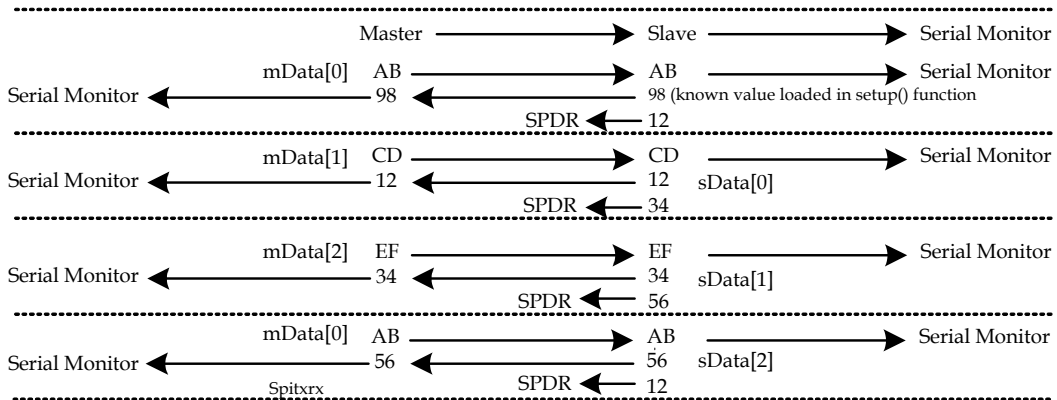 Master Slave Serial Monitor
mData[0] AB AB Serial Monitor
Serial Monitor 98 98 (known value loaded in setup() function
SPDR 12
mData[1] CD CD Serial Monitor
Serial Monitor 12 12 sData[0]
SPDR 34
mData[2] EF EF Serial Monitor
Serial Monitor 34 34 sData[1]
SPDR 56
mData[0] AB AB Serial Monitor
Serial Monitor 56 56 sData[2]
Spitxrx SPDR 12